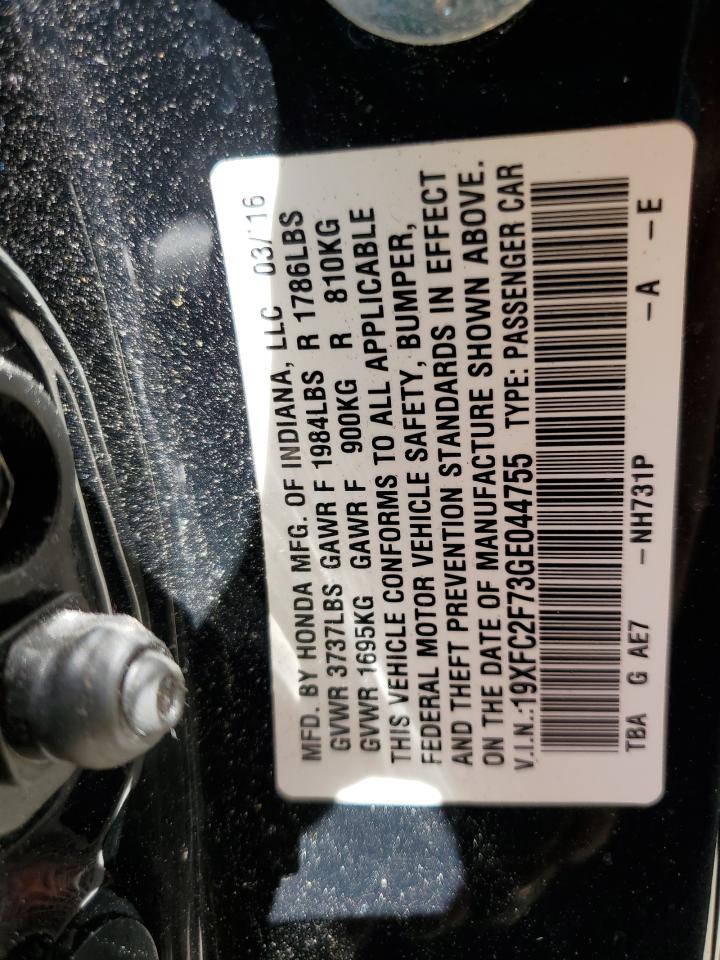 MFD. BY HONDA MFG. OF INDIANA, LLC 03/'16
GVWR 3737LBS GAWR F 1984LBS R 1786LBS
GVWR 1695KG GAWR F 900KG R 810KG
THIS VEHICLE CONFORMS TO ALL APPLICABLE
FEDERAL MOTOR VEHICLE SAFETY, BUMPER,
AND THEFT PREVENTION STANDARDS IN EFFECT
ON THE DATE OF MANUFACTURE SHOWN ABOVE.
V.I.N.:19XFC2F73GE044755 TYPE: PASSENGER CAR
TBA G AE7 –NH731P –A –E